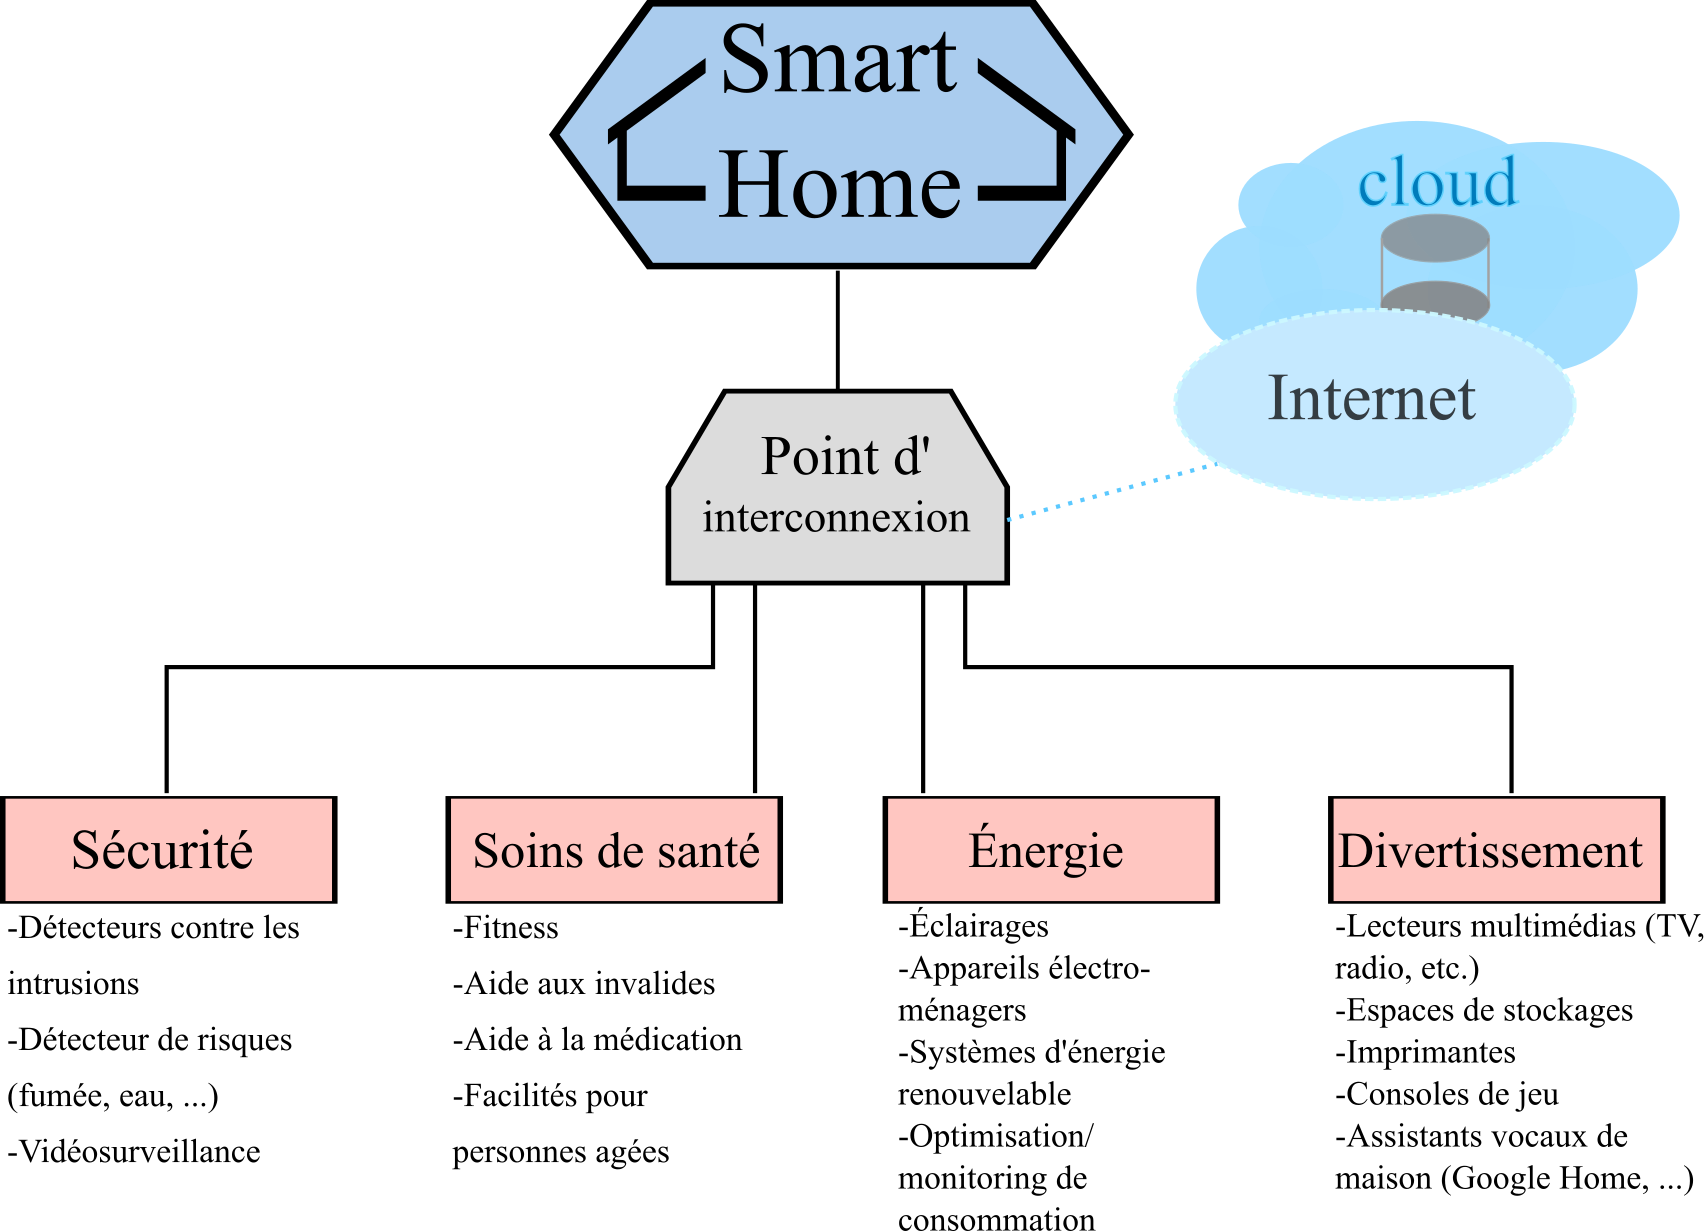 Smart
Home
cloud
Internet
Point d'
interconnexion
Sécurité
-Détecteurs contre les
intrusions
-Détecteur de risques
(fumée, eau, ...)
-Vidéosurveillance
Soins de santé
-Fitness
-Aide aux invalides
-Aide à la médication
-Facilités pour
personnes agées
Énergie
-Éclairages
-Appareils électro-
ménagers
-Systèmes d'énergie
renouvelable
-Optimisation/
monitoring de
consommation
Divertissement
-Lecteurs multimédias (TV,
radio, etc.)
-Espaces de stockages
-Imprimantes
-Consoles de jeu
-Assistants vocaux de
maison (Google Home, ...)